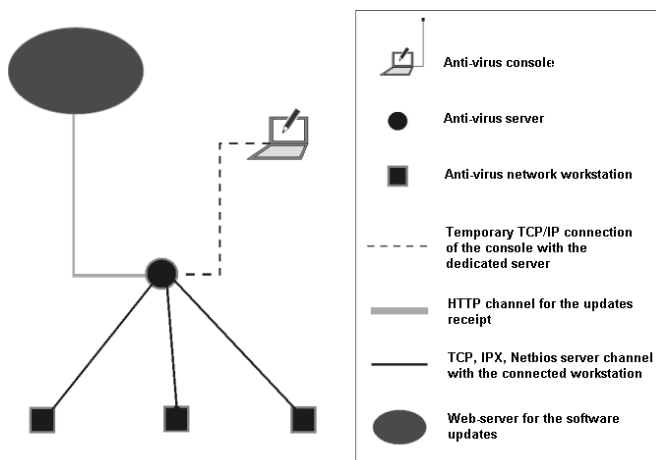 Anti-virus console
Anti-virus server
Anti-virus network workstation
Temporary TCP/IP connection
of the console with the
dedicated server
HTTP channel for the updates
receipt
TCP, IPX, Netbios server channel
with the connected workstation
Web-server for the software
updates